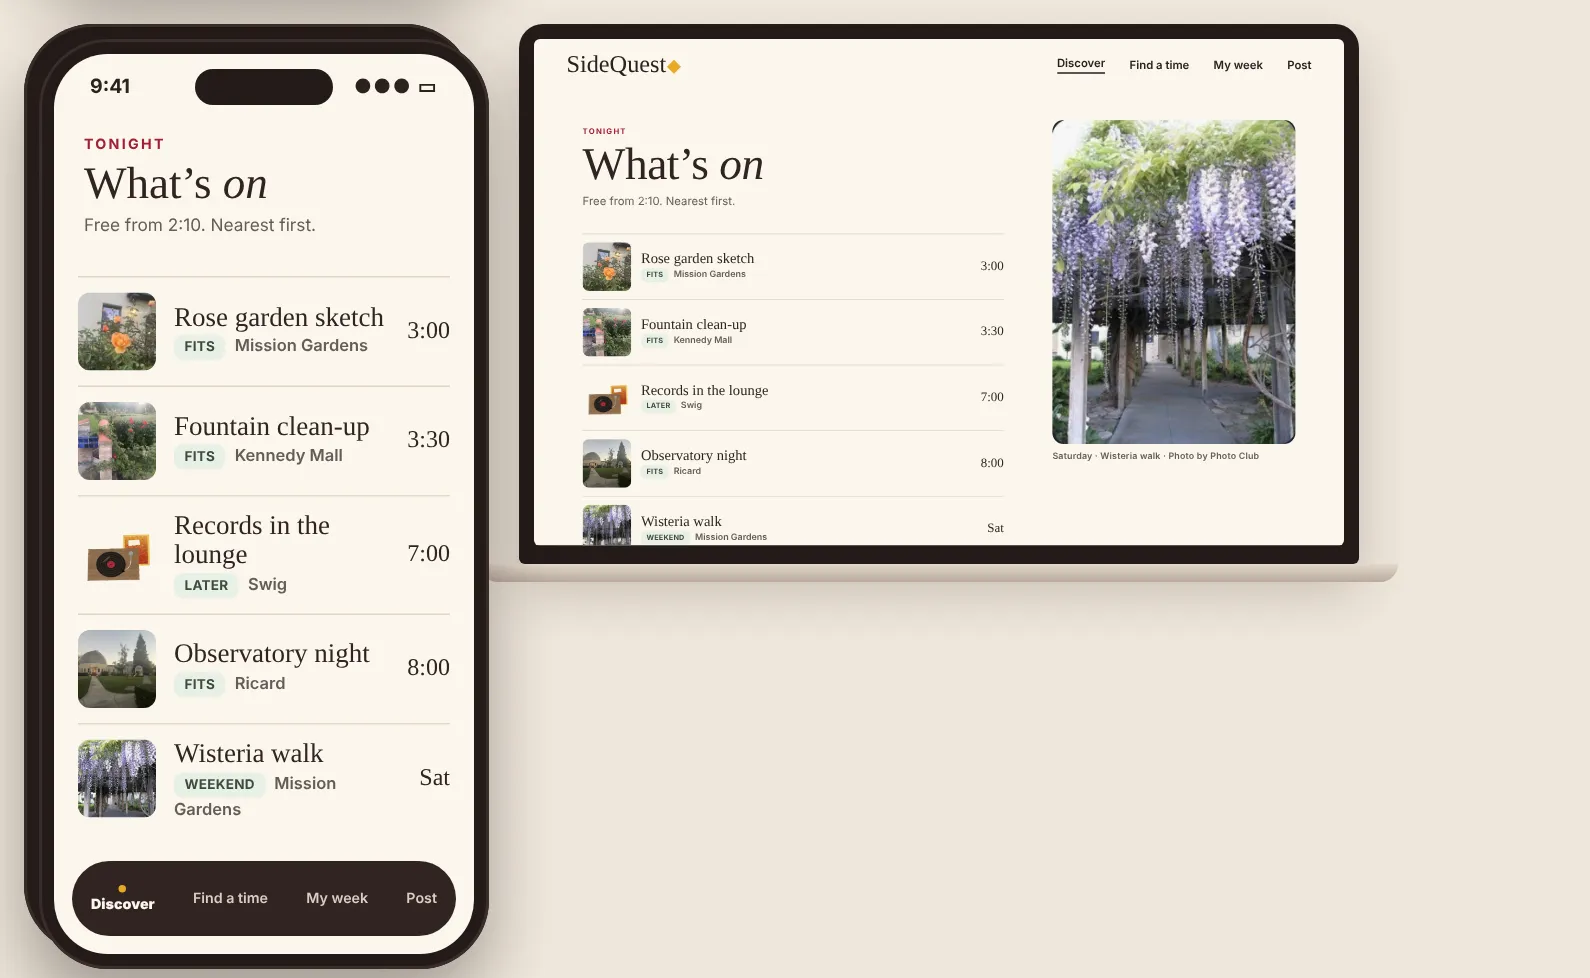 9:41
TONIGHT
What's on
Free from 2:10. Nearest first.
Rose garden sketch
FITS Mission Gardens
3:00
Fountain clean-up
FITS Kennedy Mall
3:30
Records in the
lounge
LATER Swig
7:00
Observatory night
FITS Ricard
8:00
Wisteria walk
WEEKEND Mission
Gardens
Sat
Discover Find a time My week Post
SideQuest
Discover Find a time My week Post
TONIGHT
What's on
Free from 2:10. Nearest first.
Rose garden sketch
FITS Mission Gardens
3:00
Fountain clean-up
FITS Kennedy Mall
3:30
Records in the lounge
LATER Swig
7:00
Observatory night
FITS Ricard
8:00
Wisteria walk
WEEKEND Mission Gardens
Sat
Saturday · Wisteria walk · Photo by Photo Club